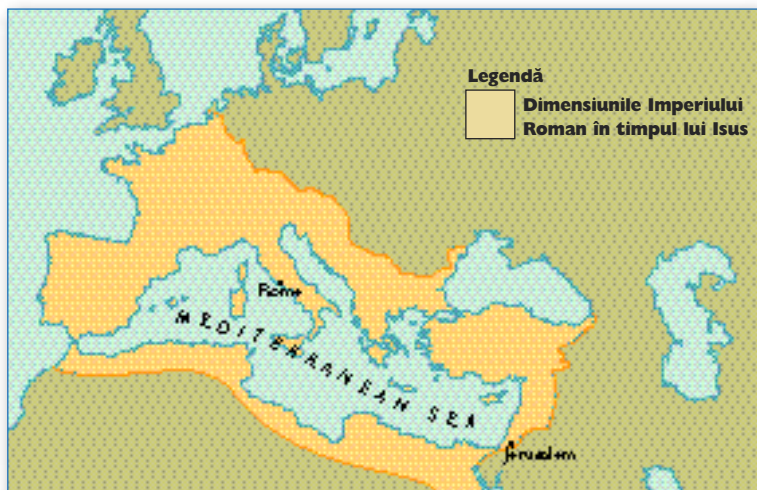 Legendă
Dimensiunile Imperiului
Roman în timpul lui Isus
Rome
MEDITERRANEAN SEA
Jerusalem